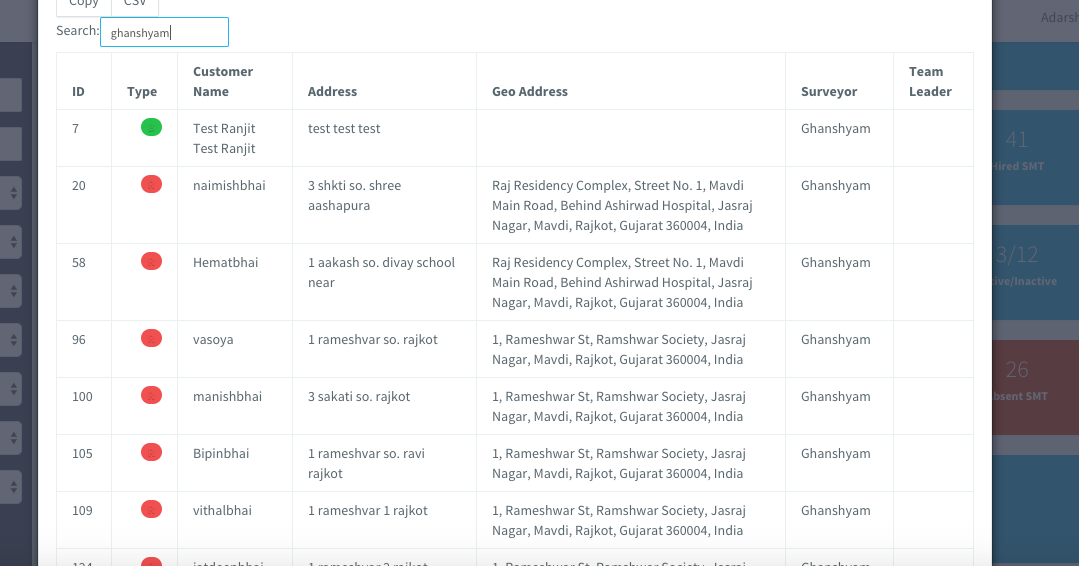 Copy CSV
Search: ghanshyam
ID Type Customer Name Address Geo Address Surveyor Team Leader
7 Test Ranjit Test Ranjit test test test Ghanshyam
20 naimishbhai 3 shkti so. shree aashapura Raj Residency Complex, Street No. 1, Mavdi Main Road, Behind Ashirwad Hospital, Jasraj Nagar, Mavdi, Rajkot, Gujarat 360004, India Ghanshyam
58 Hematbhai 1 aakash so. divay school near Raj Residency Complex, Street No. 1, Mavdi Main Road, Behind Ashirwad Hospital, Jasraj Nagar, Mavdi, Rajkot, Gujarat 360004, India Ghanshyam
96 vasoya 1 rameshvar so. rajkot 1, Rameshwar St, Ramshwar Society, Jasraj Nagar, Mavdi, Rajkot, Gujarat 360004, India Ghanshyam
100 manishbhai 3 sakati so. rajkot 1, Rameshwar St, Ramshwar Society, Jasraj Nagar, Mavdi, Rajkot, Gujarat 360004, India Ghanshyam
105 Bipinbhai 1 rameshvar so. ravi rajkot 1, Rameshwar St, Ramshwar Society, Jasraj Nagar, Mavdi, Rajkot, Gujarat 360004, India Ghanshyam
109 vithalbhai 1 rameshvar 1 rajkot 1, Rameshwar St, Ramshwar Society, Jasraj Nagar, Mavdi, Rajkot, Gujarat 360004, India Ghanshyam
Adarsh
41
Hired SMT
3/12
ive/Inactive
26
bsent SMT